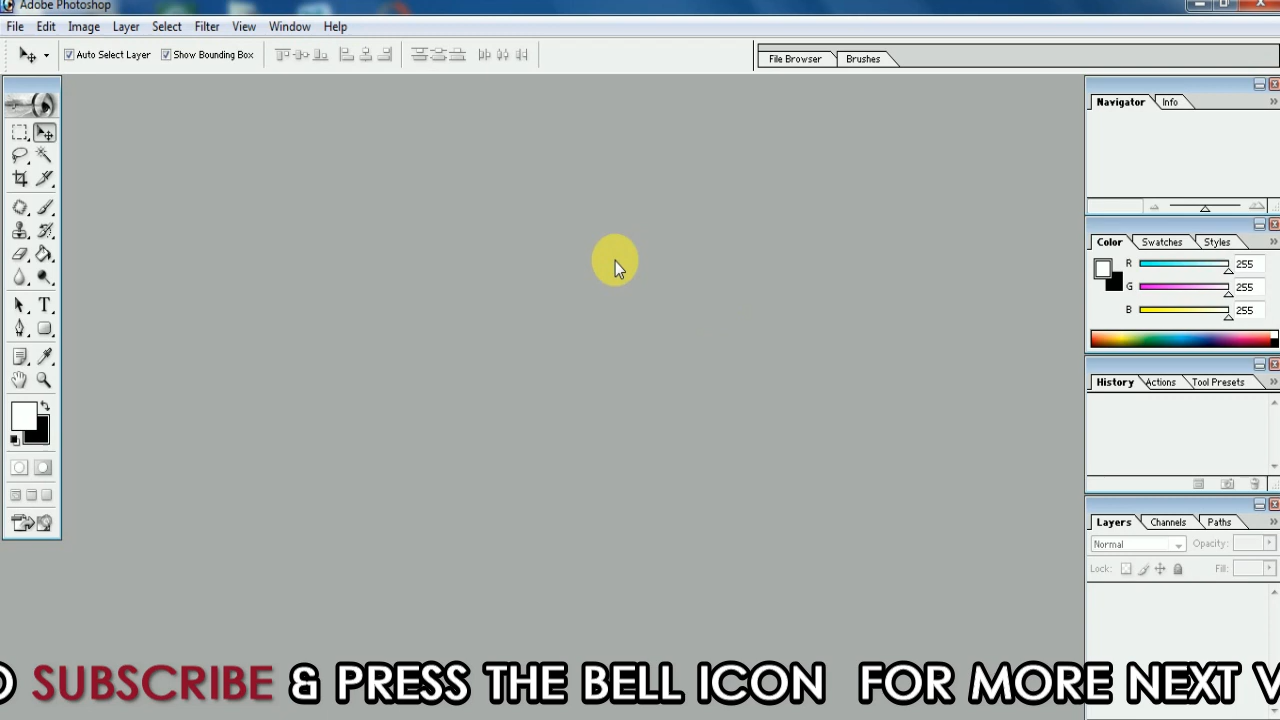 Adobe Photoshop
File Edit Image Layer Select Filter View Window Help
Auto Select Layer Show Bounding Box
File Browser Brushes
Navigator Info
Color Swatches Styles
R 255
G 255
B 255
History Actions Tool Presets
Layers Channels Paths
Normal Opacity:
Lock: Fill:
SUBSCRIBE & PRESS THE BELL ICON FOR MORE NEXT